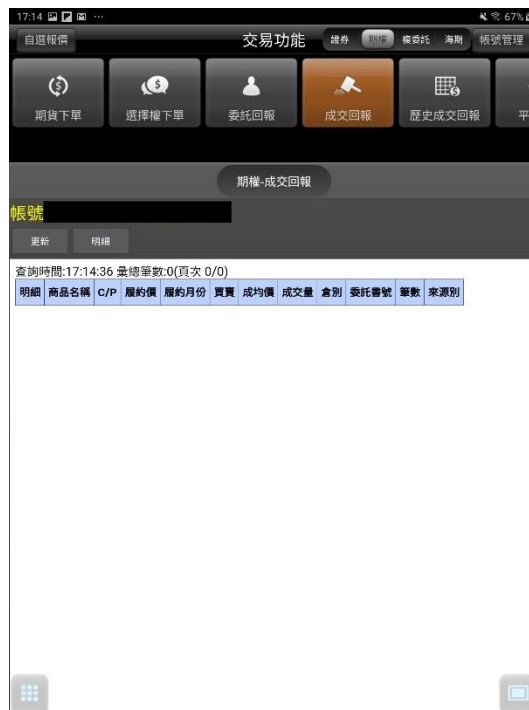 17:14 67%
自選報價 交易功能 證券 期權 複委託 海期 帳號管理
期貨下單 選擇權下單 委託回報 成交回報 歷史成交回報 平
期權-成交回報
帳號
更新 明細
查詢時間:17:14:36 彙總筆數:0(頁次 0/0)
明細 商品名稱 C/P 履約價 履約月份 買賣 成均價 成交量 倉別 委託書號 筆數 來源別